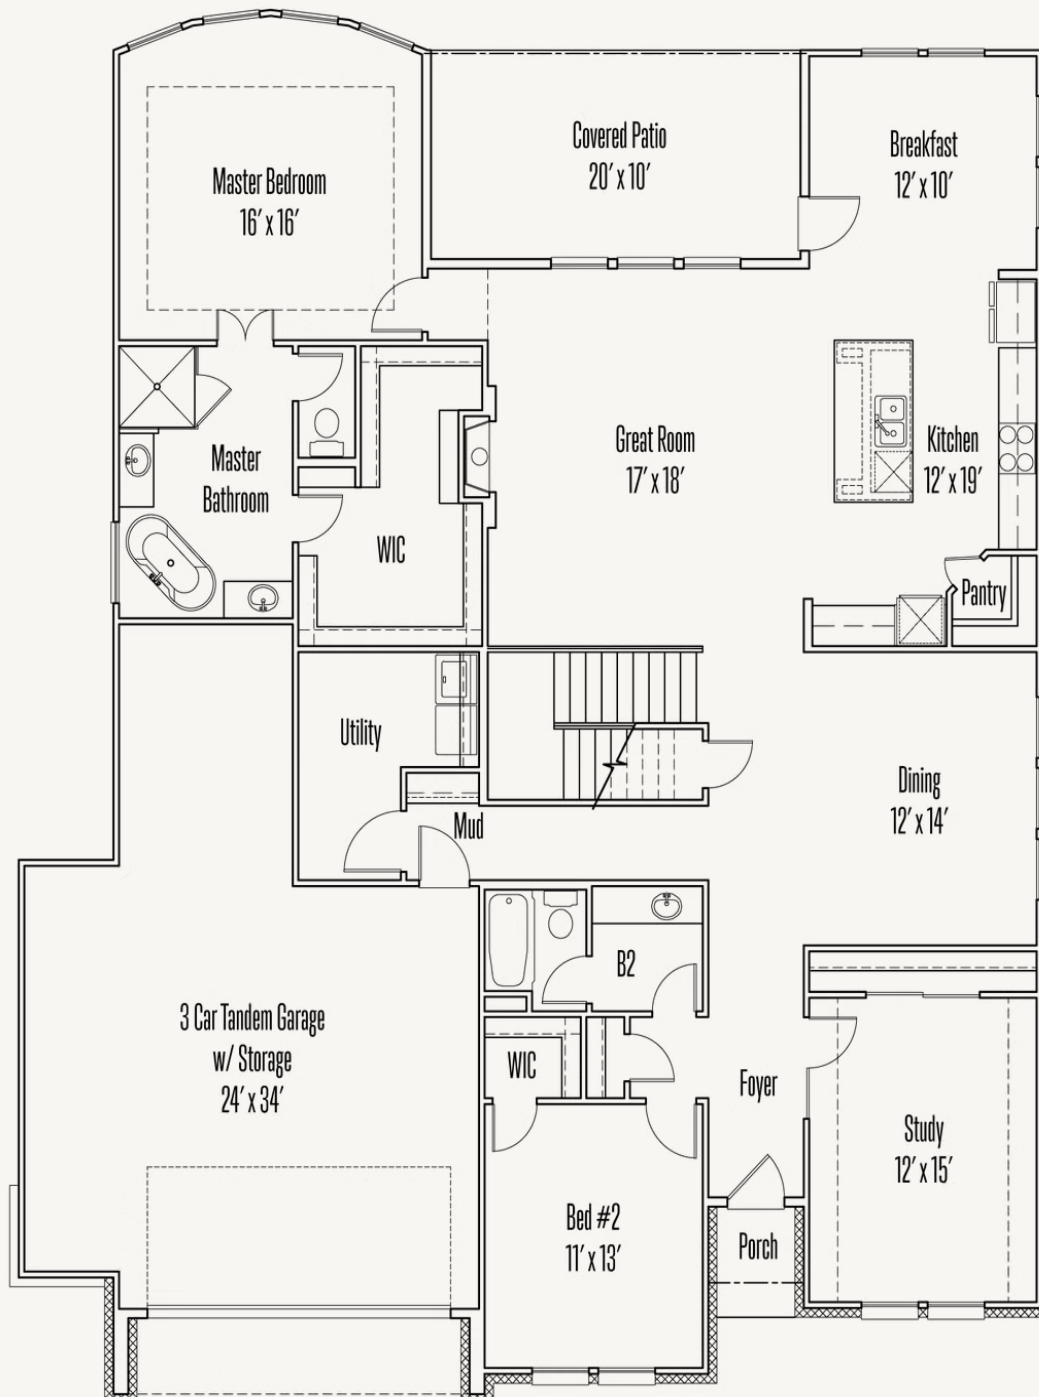 Covered Patio
20′ x 10′
Breakfast
12′ x 10′
Master Bedroom
16′ x 16′
Great Room
17′ x 18′
Kitchen
12′ x 19′
Master
Bathroom
WIC
Pantry
Utility
Dining
12′ x 14′
Mud
B2
3 Car Tandem Garage
w/ Storage
24′ x 34′
WIC
Foyer
Study
12′ x 15′
Bed #2
11′ x 13′
Porch